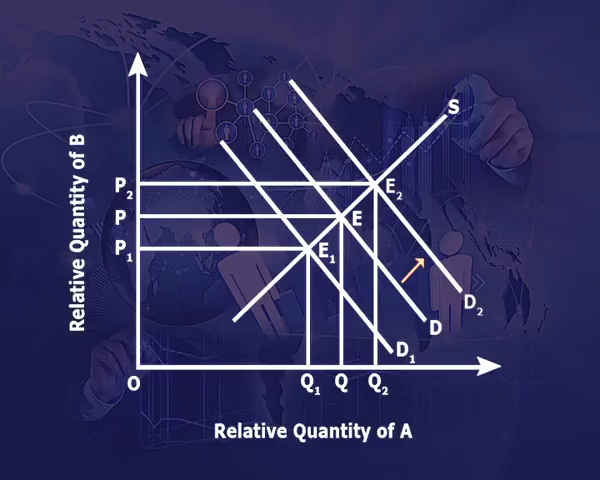 S
P2
E2
P
E
P1
E1
D2
D
D1
O
Q1 Q Q2
Relative Quantity of B
Relative Quantity of A